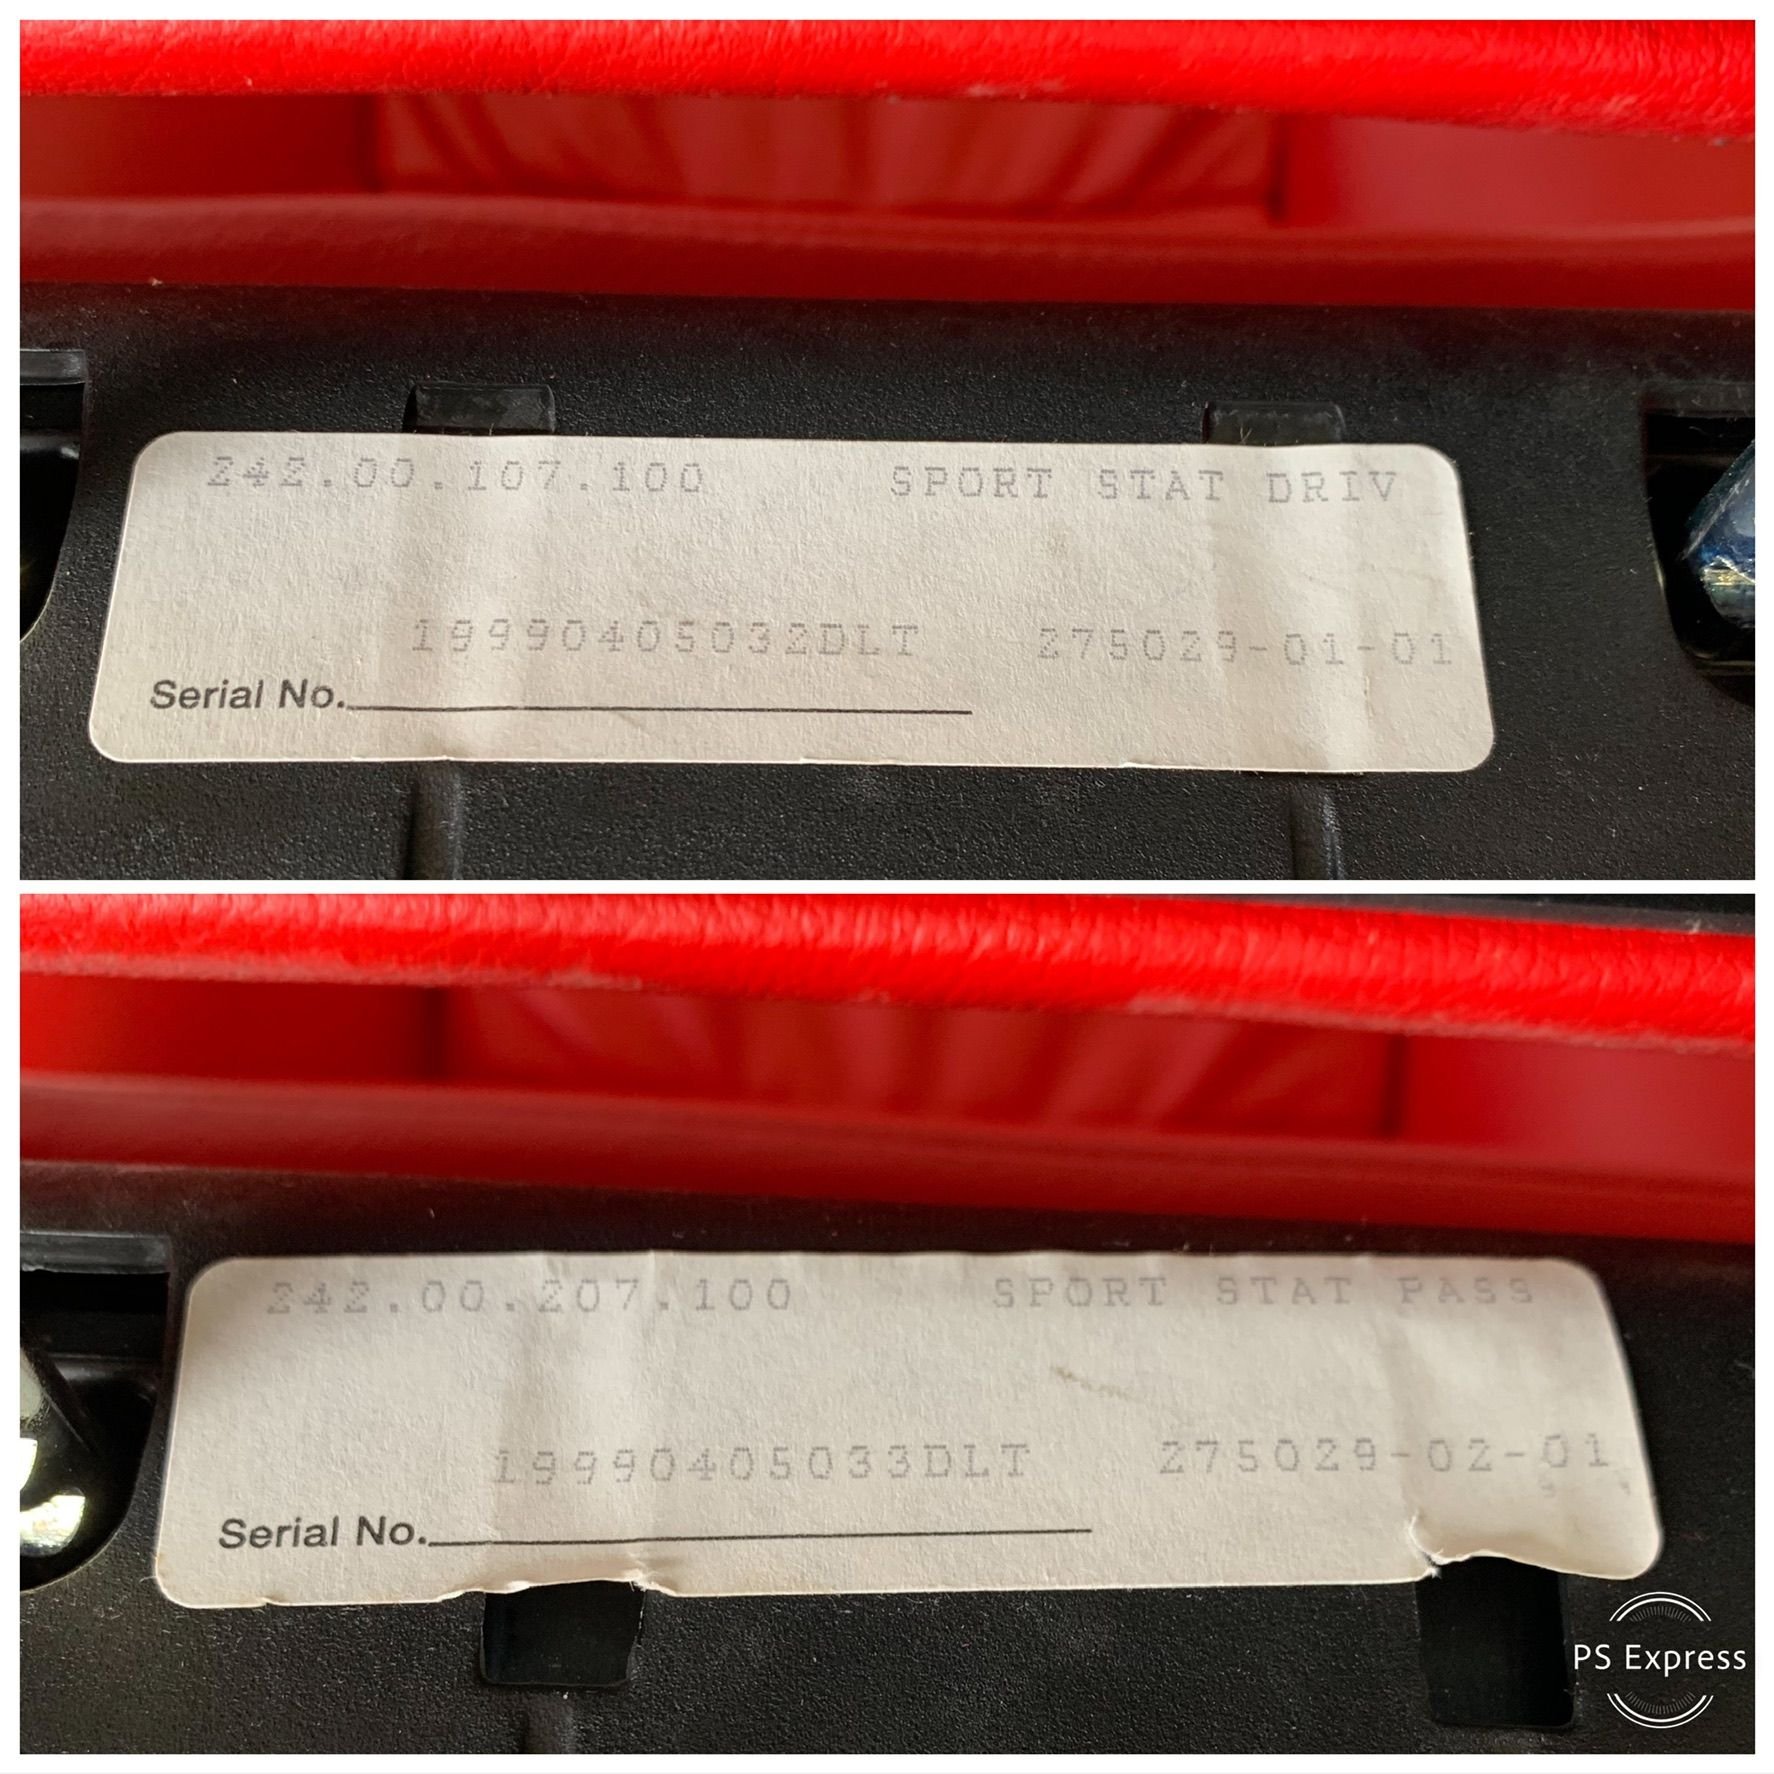 242.00.107.100 SPORT STAT DRIV
19990405032DLT 275029-01-01
Serial No.
242.00.207.100 SPORT STAT PASS
19990405033DLT 275029-02-01
Serial No.
PS Express